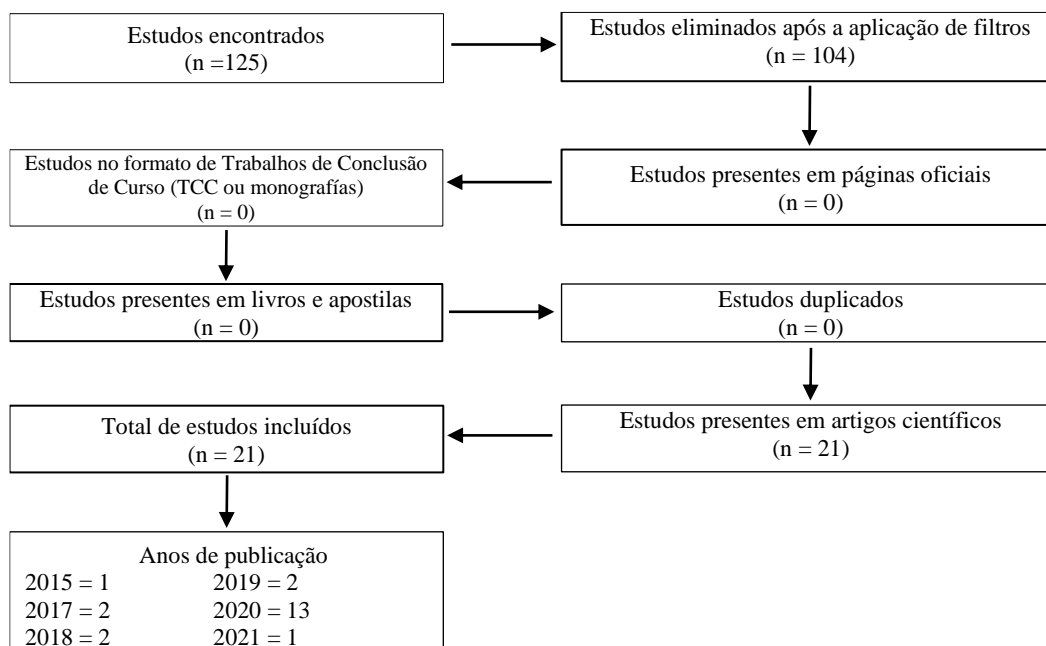 Estudos encontrados
(n =125)
Estudos eliminados após a aplicação de filtros
(n = 104)
Estudos presentes em páginas oficiais
(n = 0)
Estudos no formato de Trabalhos de Conclusão
de Curso (TCC ou monografías)
(n = 0)
Estudos presentes em livros e apostilas
(n = 0)
Estudos duplicados
(n = 0)
Estudos presentes em artigos científicos
(n = 21)
Total de estudos incluídos
(n = 21)
Anos de publicação
2015 = 1 2019 = 2
2017 = 2 2020 = 13
2018 = 2 2021 = 1